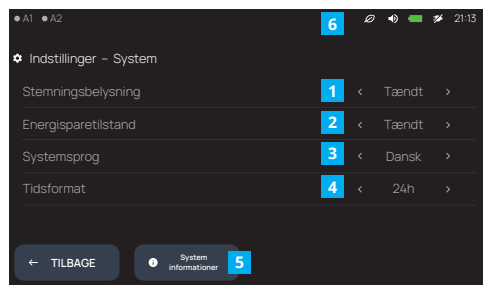 A1 A2 6 21:13
Indstillinger – System
Stemningsbelysning 1 ‹ Tændt ›
Energisparetilstand 2 ‹ Tændt ›
Systemsprog 3 ‹ Dansk ›
Tidsformat 4 ‹ 24h ›
← TILBAGE
System
informationer 5